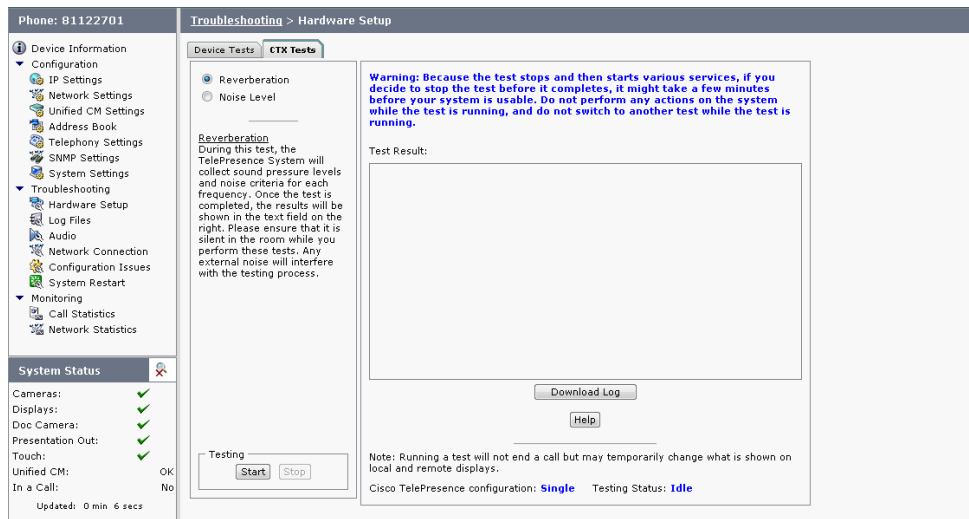 Phone: 81122701
Troubleshooting > Hardware Setup
Device Information
Configuration
IP Settings
Network Settings
Unified CM Settings
Address Book
Telephony Settings
SNMP Settings
System Settings
Troubleshooting
Hardware Setup
Log Files
Audio
Network Connection
Configuration Issues
System Restart
Monitoring
Call Statistics
Network Statistics
System Status
Cameras:
Displays:
Doc Camera:
Presentation Out:
Touch:
Unified CM: OK
In a Call: No
Updated: 0 min 6 secs
Device Tests
CTX Tests
Reverberation
Noise Level
Reverberation
During this test, the
TelePresence System will
collect sound pressure levels
and noise criteria for each
frequency. Once the test is
completed, the results will be
shown in the text field on the
right. Please ensure that it is
silent in the room while you
perform these tests. Any
external noise will interfere
with the testing process.
Testing
Start
Stop
Warning: Because the test stops and then starts various services, if you
decide to stop the test before it completes, it might take a few minutes
before your system is usable. Do not perform any actions on the system
while the test is running, and do not switch to another test while the test is
running.
Test Result:
Download Log
Help
Note: Running a test will not end a call but may temporarily change what is shown on
local and remote displays.
Cisco TelePresence configuration: Single Testing Status: Idle